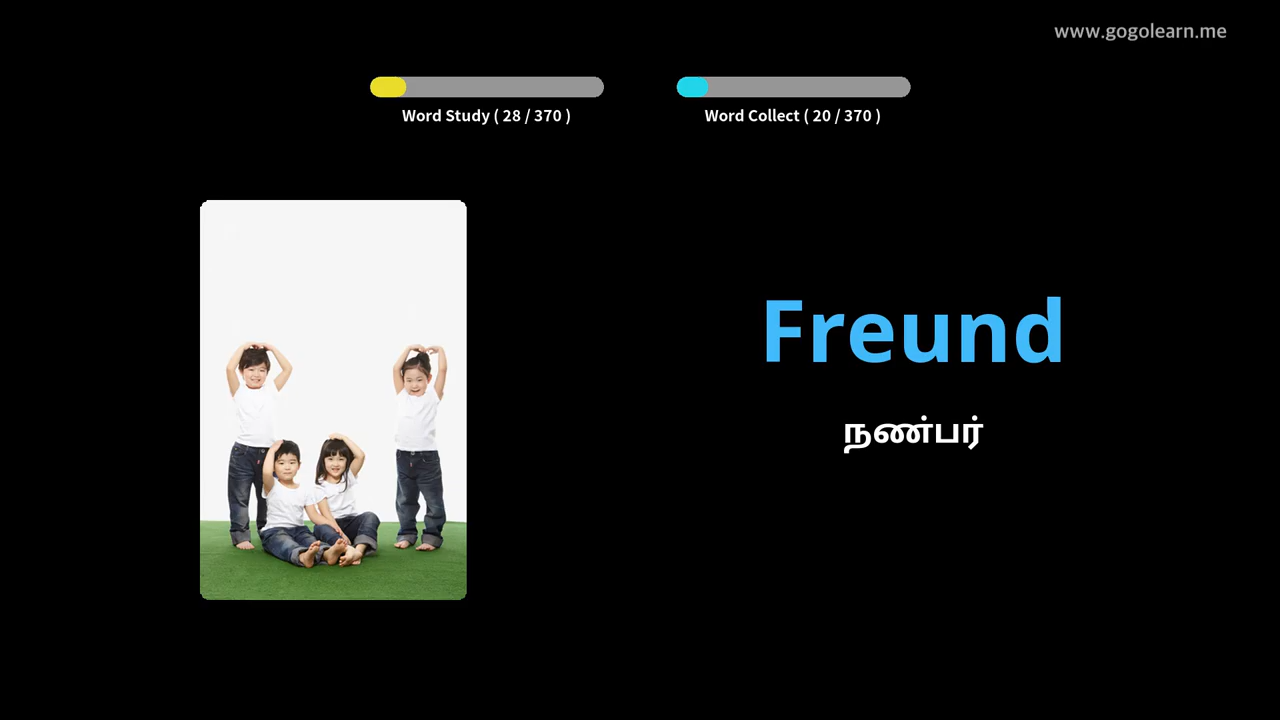 www.gogolearn.me
Word Study ( 28 / 370 )
Word Collect ( 20 / 370 )
Freund
நண்பர்